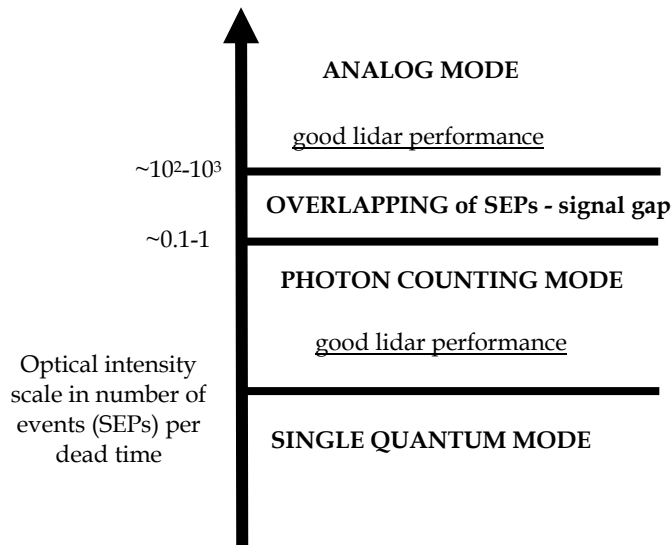 ANALOG MODE
good lidar performance
~10²-10³
OVERLAPPING of SEPs - signal gap
~0.1-1
PHOTON COUNTING MODE
good lidar performance
Optical intensity
scale in number of
events (SEPs) per
dead time
SINGLE QUANTUM MODE